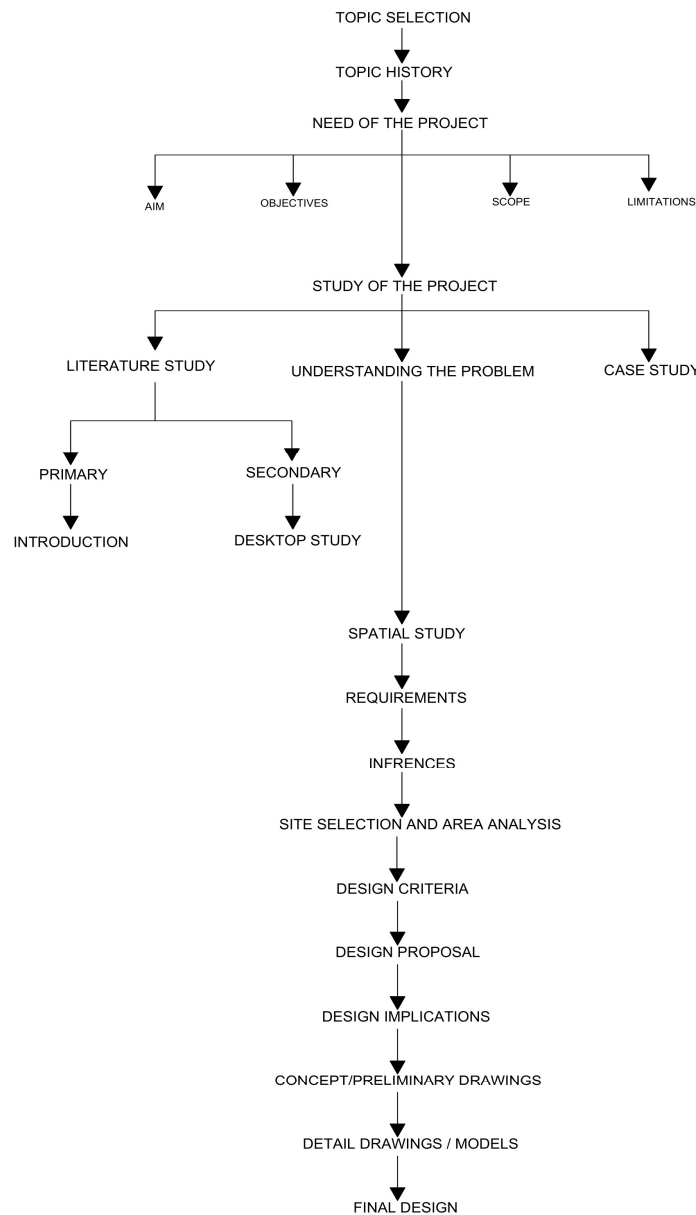 TOPIC SELECTION
TOPIC HISTORY
NEED OF THE PROJECT
AIM
OBJECTIVES
SCOPE
LIMITATIONS
STUDY OF THE PROJECT
LITERATURE STUDY
UNDERSTANDING THE PROBLEM
CASE STUDY
PRIMARY
SECONDARY
INTRODUCTION
DESKTOP STUDY
SPATIAL STUDY
REQUIREMENTS
INFRENCES
SITE SELECTION AND AREA ANALYSIS
DESIGN CRITERIA
DESIGN PROPOSAL
DESIGN IMPLICATIONS
CONCEPT/PRELIMINARY DRAWINGS
DETAIL DRAWINGS / MODELS
FINAL DESIGN